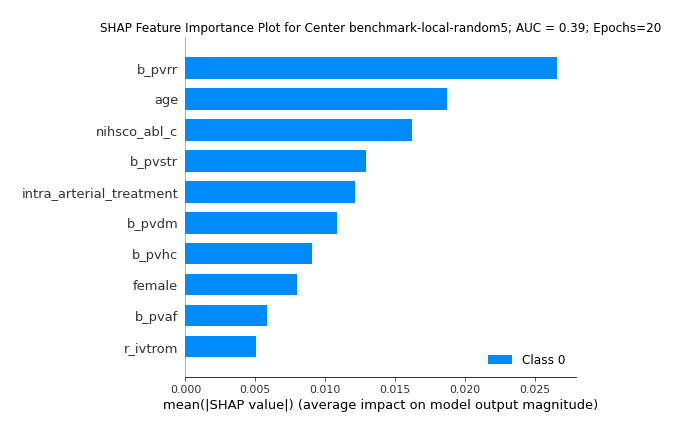 SHAP Feature Importance Plot for Center benchmark-local-random5; AUC = 0.39; Epochs=20
b_pvrr
age
nihsco_abl_c
b_pvstr
intra_arterial_treatment
b_pvdm
b_pvhc
female
b_pvaf
r_ivtrom
Class 0
0.000 0.005 0.010 0.015 0.020 0.025
mean(|SHAP value|) (average impact on model output magnitude)